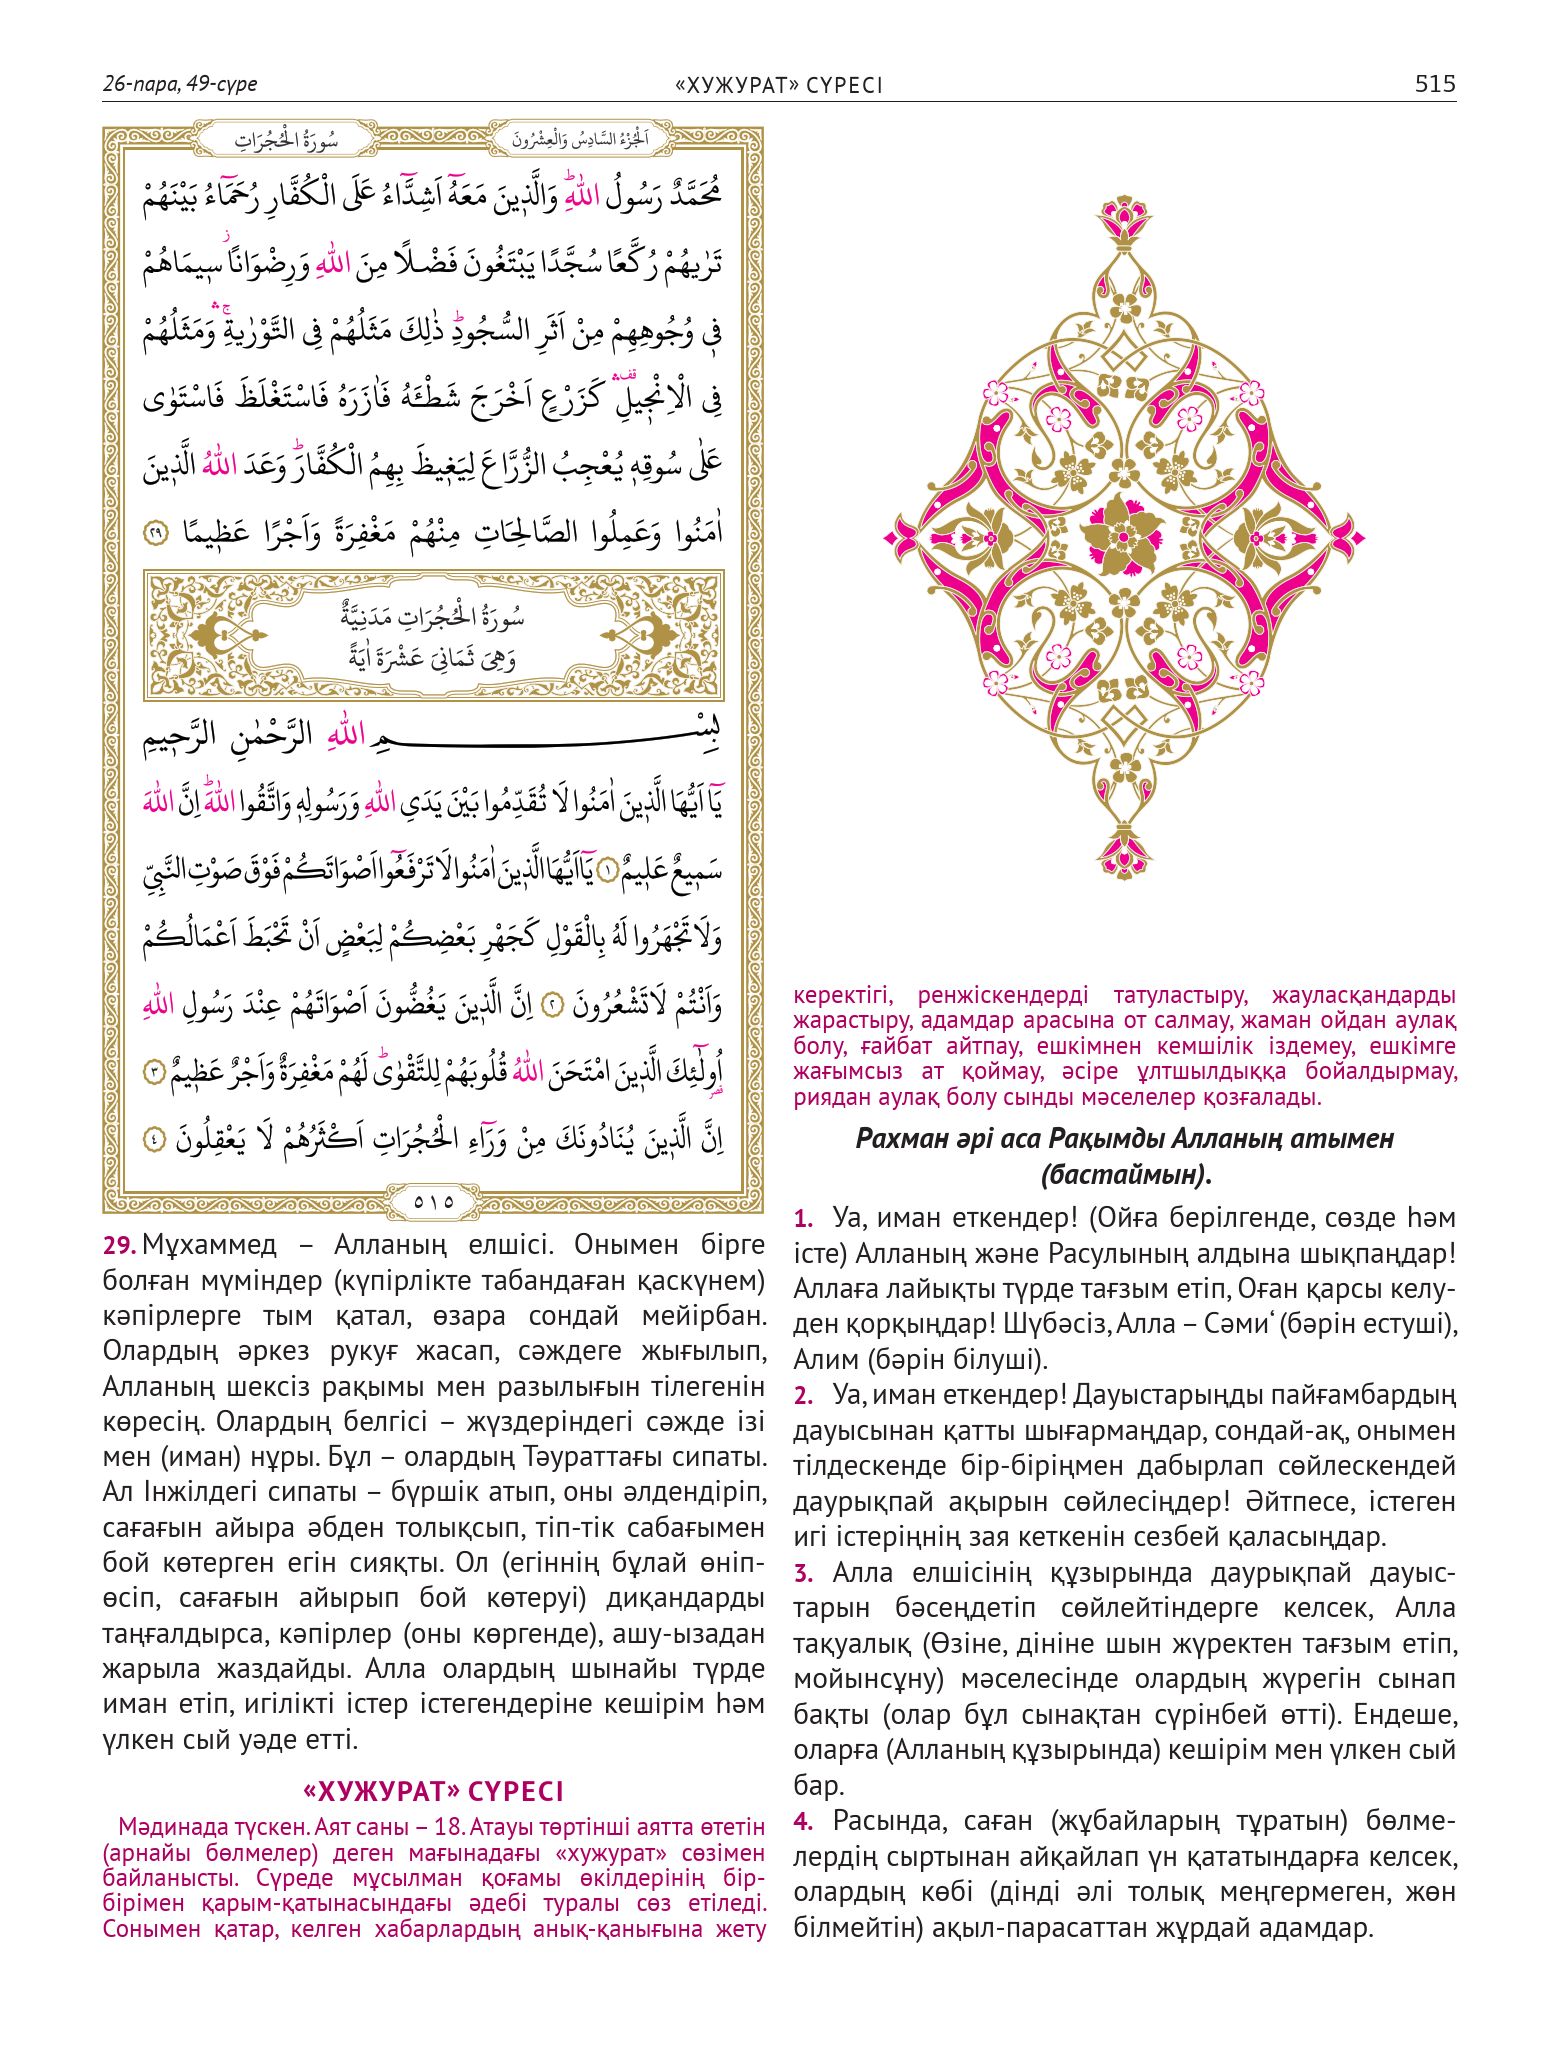 26-пара, 49-сүре
«ХУЖУРАТ» СҮРЕСІ
515
سُورَةُ الْحُجُرَاتِ
اَلْجُزْءُ السَّادِسُ وَالْعِشْرُونَ
مُحَمَّدٌ رَسُولُ اللّٰهِۜ وَالَّذ۪ينَ مَعَهُٓ اَشِدَّٓاءُ عَلَى الْكُفَّارِ رُحَمَٓاءُ بَيْنَهُمْ
تَرٰيهُمْ رُكَّعًا سُجَّدًا يَبْتَغُونَ فَضْلًا مِنَ اللّٰهِ وَرِضْوَانًاۘ س۪يمَاهُمْ
ف۪ي وُجُوهِهِمْ مِنْ اَثَرِ السُّجُودِۜ ذٰلِكَ مَثَلُهُمْ فِي التَّوْرٰيةِۚۛ وَمَثَلُهُمْ
فِي الْاِنْج۪يلِ۠ۛ كَزَرْعٍ اَخْرَجَ شَطْـَٔهُ فَاٰزَرَهُ فَاسْتَغْلَظَ فَاسْتَوٰى
عَلٰى سُوقِه۪ يُعْجِبُ الزُّرَّاعَ لِيَغ۪يظَ بِهِمُ الْكُفَّارَۜ وَعَدَ اللّٰهُ الَّذ۪ينَ
اٰمَنُوا وَعَمِلُوا الصَّالِحَاتِ مِنْهُمْ مَغْفِرَةً وَاَجْرًا عَظ۪يمًا ٢٩
سُورَةُ الْحُجُرَاتِ مَدَنِيَّةٌ
وَهِيَ ثَمَانِيَ عَشْرَةَ اٰيَةً
بِسْمِ اللّٰهِ الرَّحْمٰنِ الرَّح۪يمِ
يَٓا اَيُّهَا الَّذ۪ينَ اٰمَنُوا لَا تُقَدِّمُوا بَيْنَ يَدَيِ اللّٰهِ وَرَسُولِه۪ وَاتَّقُوا اللّٰهَۜ اِنَّ اللّٰهَ
سَم۪يعٌ عَل۪يمٌ ١ يَٓا اَيُّهَا الَّذ۪ينَ اٰمَنُوا لَا تَرْفَعُٓوا اَصْوَاتَكُمْ فَوْقَ صَوْتِ النَّبِيِّ
وَلَا تَجْهَرُوا لَهُ بِالْقَوْلِ كَجَهْرِ بَعْضِكُمْ لِبَعْضٍ اَنْ تَحْبَطَ اَعْمَالُكُمْ
وَاَنْتُمْ لَا تَشْعُرُونَ ٢ اِنَّ الَّذ۪ينَ يَغُضُّونَ اَصْوَاتَهُمْ عِنْدَ رَسُولِ اللّٰهِ
اُو۬لٰٓئِكَ الَّذ۪ينَ امْتَحَنَ اللّٰهُ قُلُوبَهُمْ لِلتَّقْوٰىۜ لَهُمْ مَغْفِرَةٌ وَاَجْرٌ عَظ۪يمٌ ٣
اِنَّ الَّذ۪ينَ يُنَادُونَكَ مِنْ وَرَٓاءِ الْحُجُرَاتِ اَكْثَرُهُمْ لَا يَعْقِلُونَ ٤
٥١٥
29. Мұхаммед – Алланың елшісі. Онымен бірге
болған мүміндер (күпірлікте табандаған қаскүнем)
кәпірлерге тым қатал, өзара сондай мейірбан.
Олардың әркез рукуғ жасап, сәждеге жығылып,
Алланың шексіз рақымы мен разылығын тілегенін
көресің. Олардың белгісі – жүздеріндегі сәжде ізі
мен (иман) нұры. Бұл – олардың Тәураттағы сипаты.
Ал Інжілдегі сипаты – бүршік атып, оны әлдендіріп,
сағағын айыра әбден толықсып, тіп-тік сабағымен
бой көтерген егін сияқты. Ол (егіннің бұлай өніп-
өсіп, сағағын айырып бой көтеруі) диқандарды
таңғалдырса, кәпірлер (оны көргенде), ашу-ызадан
жарыла жаздайды. Алла олардың шынайы түрде
иман етіп, игілікті істер істегендеріне кешірім һәм
үлкен сый уәде етті.
«ХУЖУРАТ» СҮРЕСІ
Мәдинада түскен. Аят саны – 18. Атауы төртінші аятта өтетін
(арнайы бөлмелер) деген мағынадағы «хужурат» сөзімен
байланысты. Сүреде мұсылман қоғамы өкілдерінің бір-
бірімен қарым-қатынасындағы әдебі туралы сөз етіледі.
Сонымен қатар, келген хабарлардың анық-қанығына жету
керектігі, ренжіскендерді татуластыру, жауласқандарды
жарастыру, адамдар арасына от салмау, жаман ойдан аулақ
болу, ғайбат айтпау, ешкімнен кемшілік іздемеу, ешкімге
жағымсыз ат қоймау, әсіре ұлтшылдыққа бойалдырмау,
риядан аулақ болу сынды мәселелер қозғалады.
Рахман әрі аса Рақымды Алланың атымен
(бастаймын).
1. Уа, иман еткендер! (Ойға берілгенде, сөзде һәм
істе) Алланың және Расулының алдына шықпаңдар!
Аллаға лайықты түрде тағзым етіп, Оған қарсы келу-
ден қорқыңдар! Шүбәсіз, Алла – Сәми‘ (бәрін естуші),
Алим (бәрін білуші).
2. Уа, иман еткендер! Дауыстарыңды пайғамбардың
дауысынан қатты шығармаңдар, сондай-ақ, онымен
тілдескенде бір-біріңмен дабырлап сөйлескендей
даурықпай ақырын сөйлесіңдер! Әйтпесе, істеген
игі істеріңнің зая кеткенін сезбей қаласыңдар.
3. Алла елшісінің құзырында даурықпай дауыс-
тарын бәсеңдетіп сөйлейтіндерге келсек, Алла
тақуалық (Өзіне, дініне шын жүректен тағзым етіп,
мойынсұну) мәселесінде олардың жүрегін сынап
бақты (олар бұл сынақтан сүрінбей өтті). Ендеше,
оларға (Алланың құзырында) кешірім мен үлкен сый
бар.
4. Расында, саған (жұбайларың тұратын) бөлме-
лердің сыртынан айқайлап үн қататындарға келсек,
олардың көбі (дінді әлі толық меңгермеген, жөн
білмейтін) ақыл-парасаттан жұрдай адамдар.